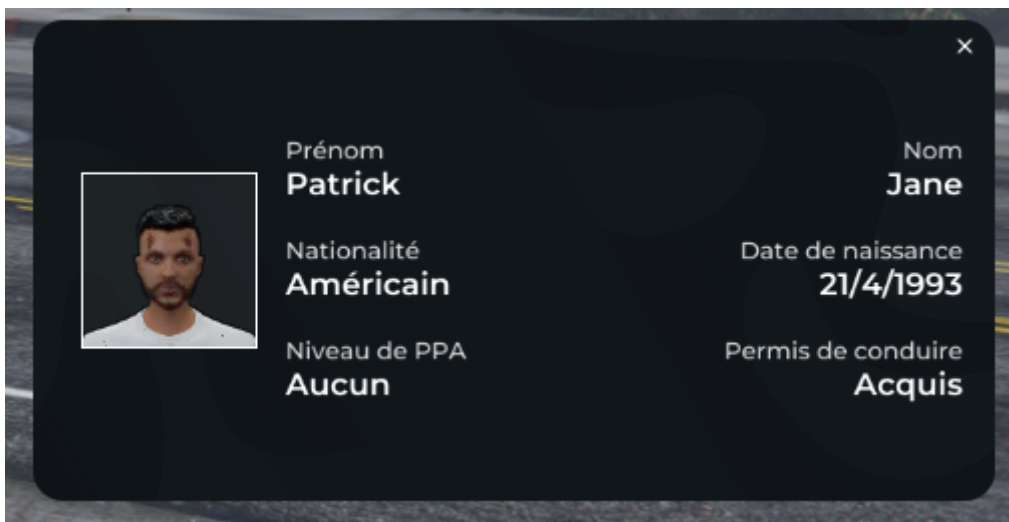 Prénom
Patrick
Nom
Jane
Nationalité
Américain
Date de naissance
21/4/1993
Niveau de PPA
Aucun
Permis de conduire
Acquis